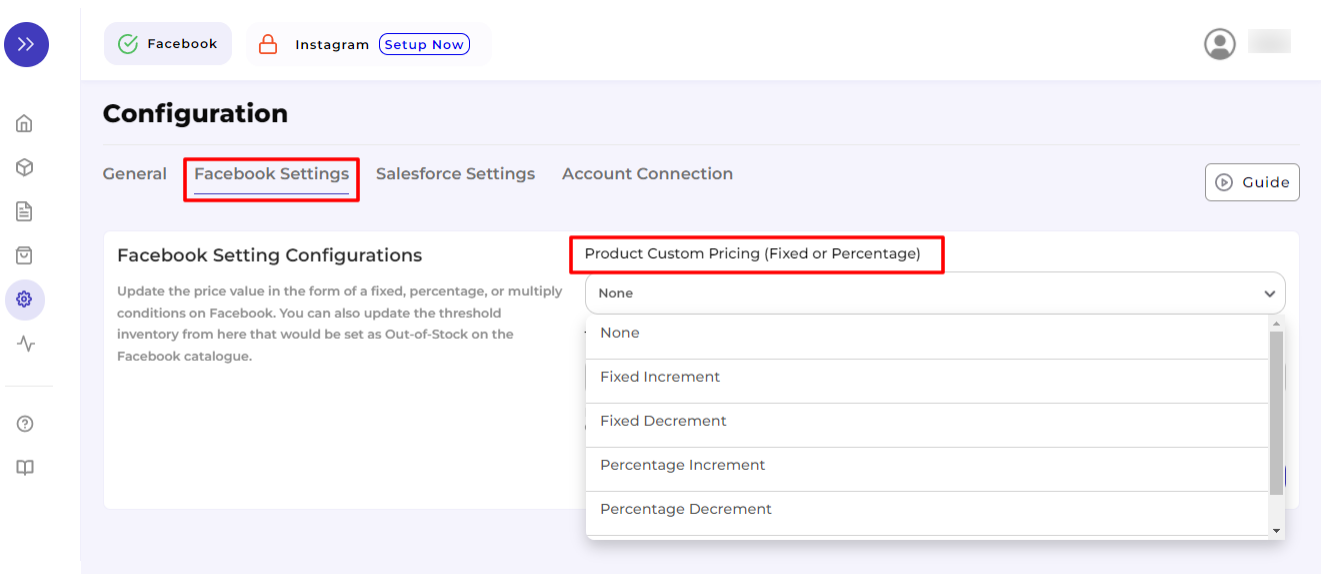 Facebook
Instagram Setup Now
Configuration
General Facebook Settings Salesforce Settings Account Connection
Guide
Facebook Setting Configurations
Update the price value in the form of a fixed, percentage, or multiply
conditions on Facebook. You can also update the threshold
inventory from here that would be set as Out-of-Stock on the
Facebook catalogue.
Product Custom Pricing (Fixed or Percentage)
None
None
Fixed Increment
Fixed Decrement
Percentage Increment
Percentage Decrement